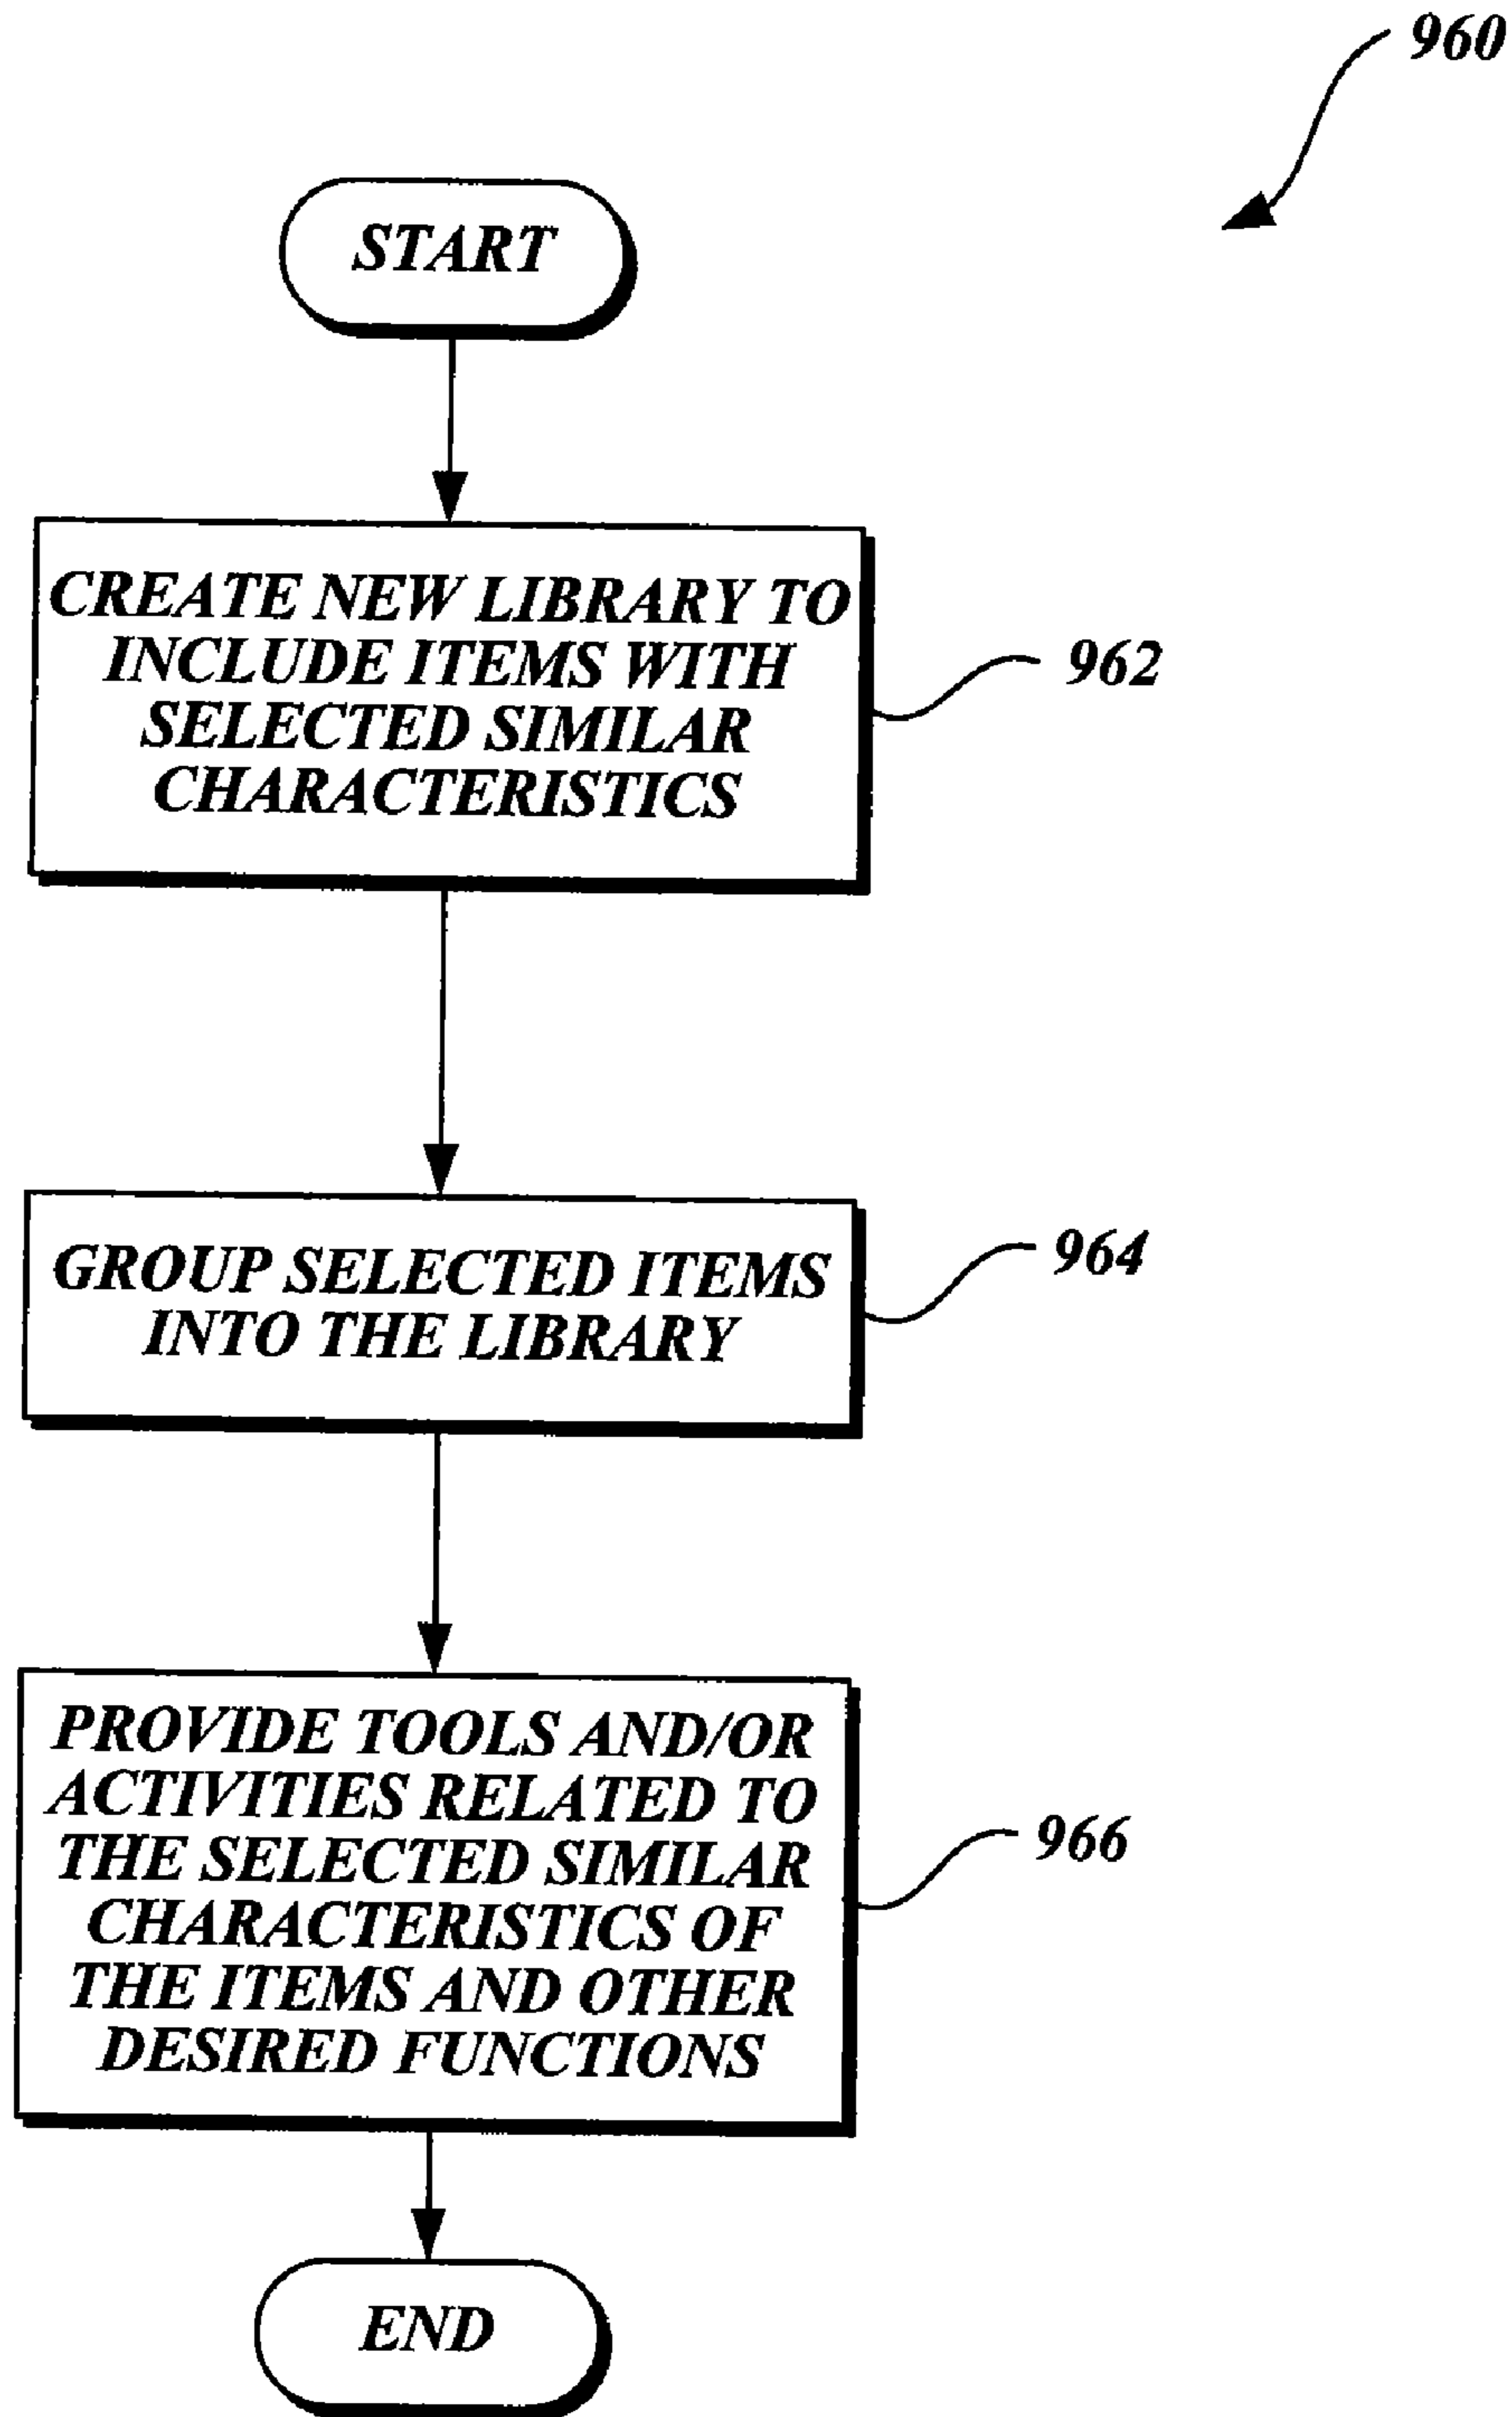 960
START
CREATE NEW LIBRARY TO
INCLUDE ITEMS WITH
SELECTED SIMILAR
CHARACTERISTICS
962
GROUP SELECTED ITEMS
INTO THE LIBRARY
964
PROVIDE TOOLS AND/OR
ACTIVITIES RELATED TO
THE SELECTED SIMILAR
CHARACTERISTICS OF
THE ITEMS AND OTHER
DESIRED FUNCTIONS
966
END